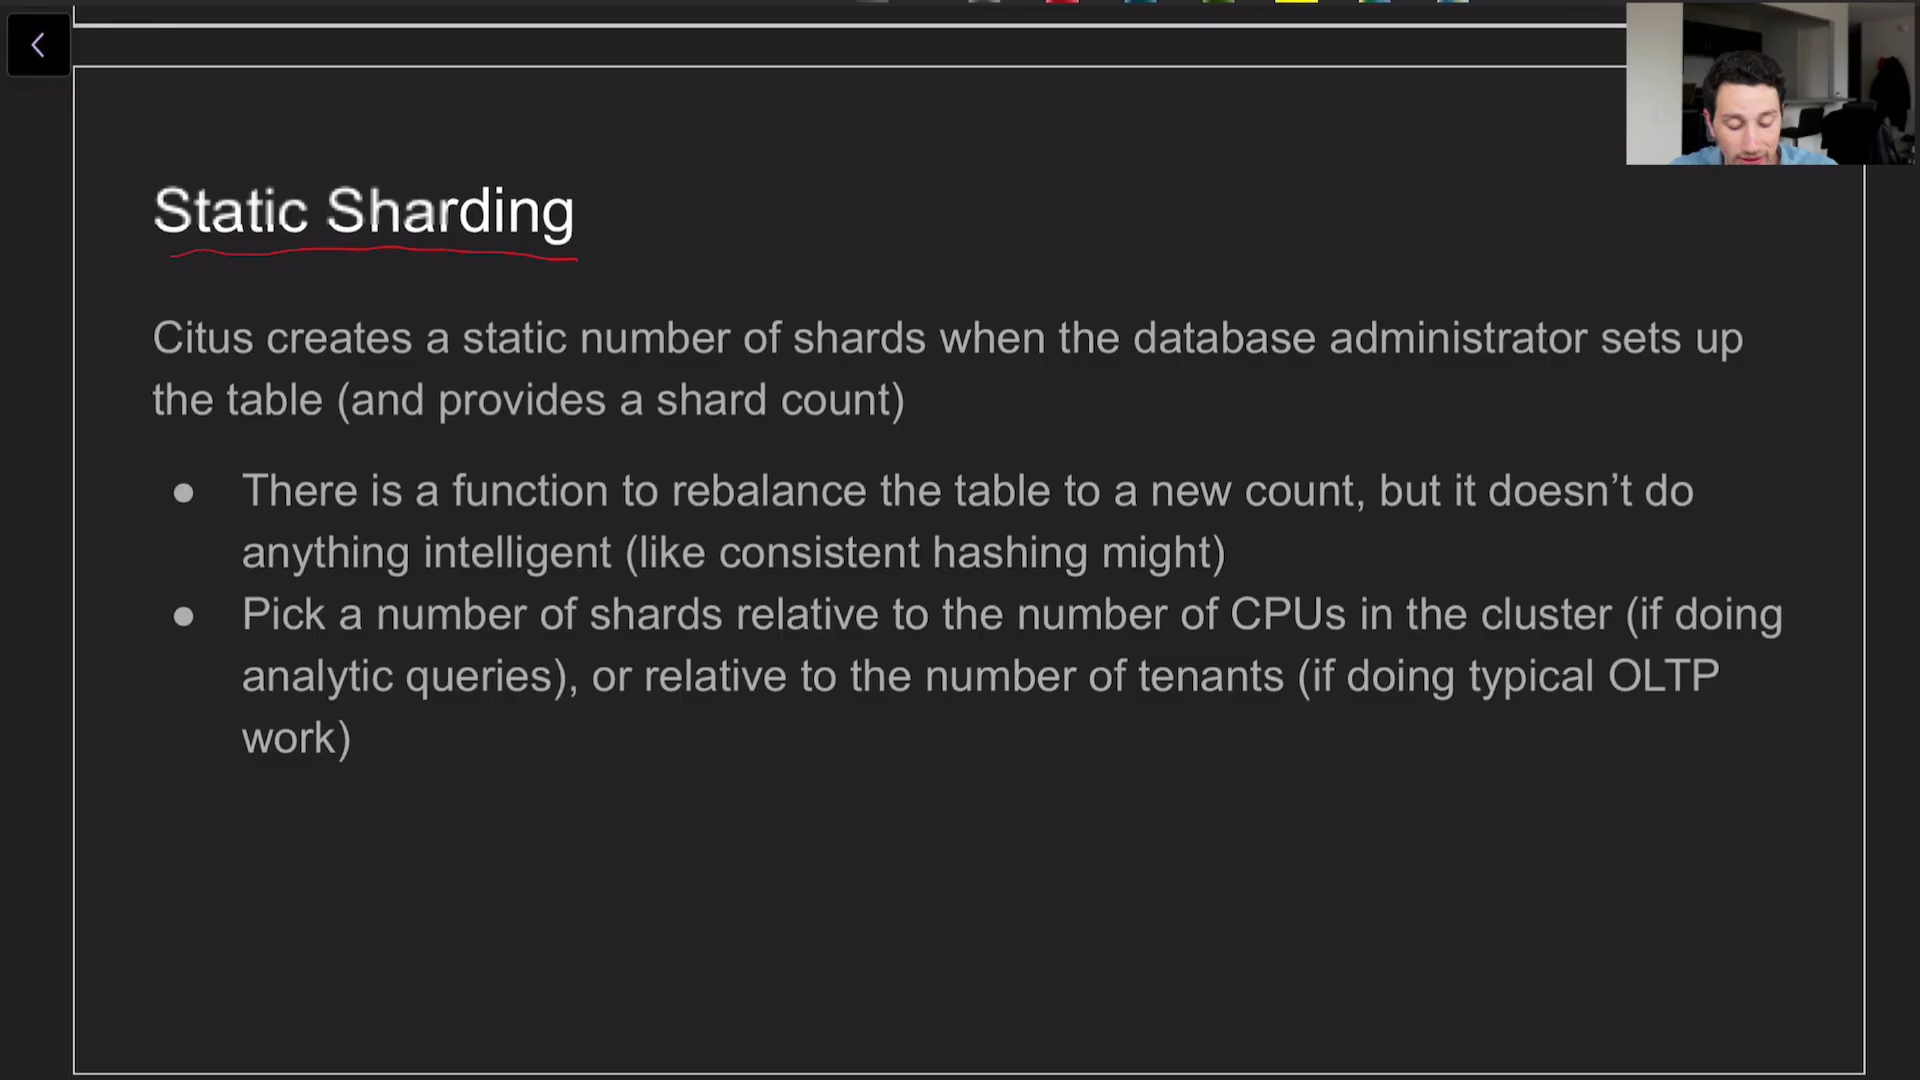 Static Sharding
Citus creates a static number of shards when the database administrator sets up
the table (and provides a shard count)
● There is a function to rebalance the table to a new count, but it doesn’t do
anything intelligent (like consistent hashing might)
● Pick a number of shards relative to the number of CPUs in the cluster (if doing
analytic queries), or relative to the number of tenants (if doing typical OLTP
work)